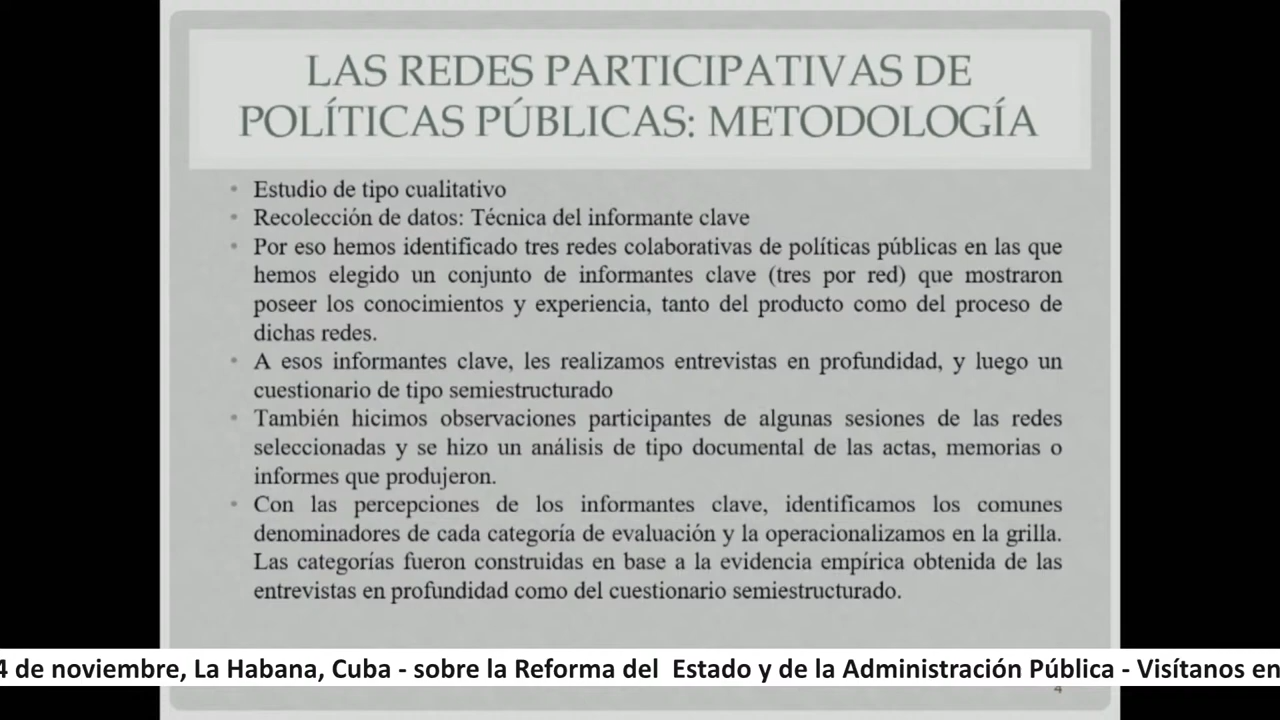 LAS REDES PARTICIPATIVAS DE
POLÍTICAS PÚBLICAS: METODOLOGÍA
• Estudio de tipo cualitativo
• Recolección de datos: Técnica del informante clave
• Por eso hemos identificado tres redes colaborativas de políticas públicas en las que
hemos elegido un conjunto de informantes clave (tres por red) que mostraron
poseer los conocimientos y experiencia, tanto del producto como del proceso de
dichas redes.
• A esos informantes clave, les realizamos entrevistas en profundidad, y luego un
cuestionario de tipo semiestructurado
• También hicimos observaciones participantes de algunas sesiones de las redes
seleccionadas y se hizo un análisis de tipo documental de las actas, memorias o
informes que produjeron.
• Con las percepciones de los informantes clave, identificamos los comunes
denominadores de cada categoría de evaluación y la operacionalizamos en la grilla.
Las categorías fueron construidas en base a la evidencia empírica obtenida de las
entrevistas en profundidad como del cuestionario semiestructurado.
4 de noviembre, La Habana, Cuba - sobre la Reforma del Estado y de la Administración Pública - Visítanos en
4